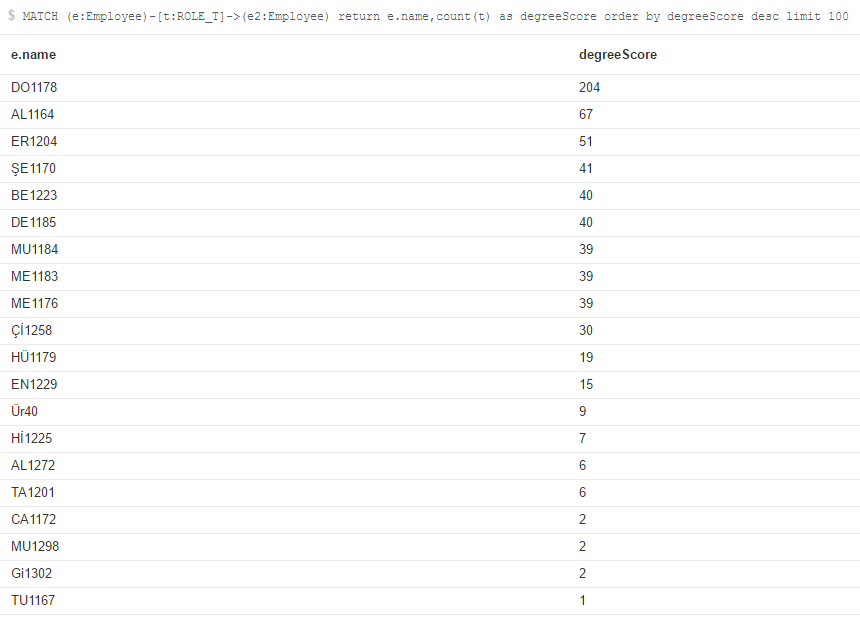 $ MATCH (e:Employee)-[t:ROLE_T]->(e2:Employee) return e.name,count(t) as degreeScore order by degreeScore desc limit 100
e.name degreeScore
DO1178 204
AL1164 67
ER1204 51
ŞE1170 41
BE1223 40
DE1185 40
MU1184 39
ME1183 39
ME1176 39
Çİ1258 30
HÜ1179 19
EN1229 15
Ür40 9
Hİ1225 7
AL1272 6
TA1201 6
CA1172 2
MU1298 2
Gi1302 2
TU1167 1